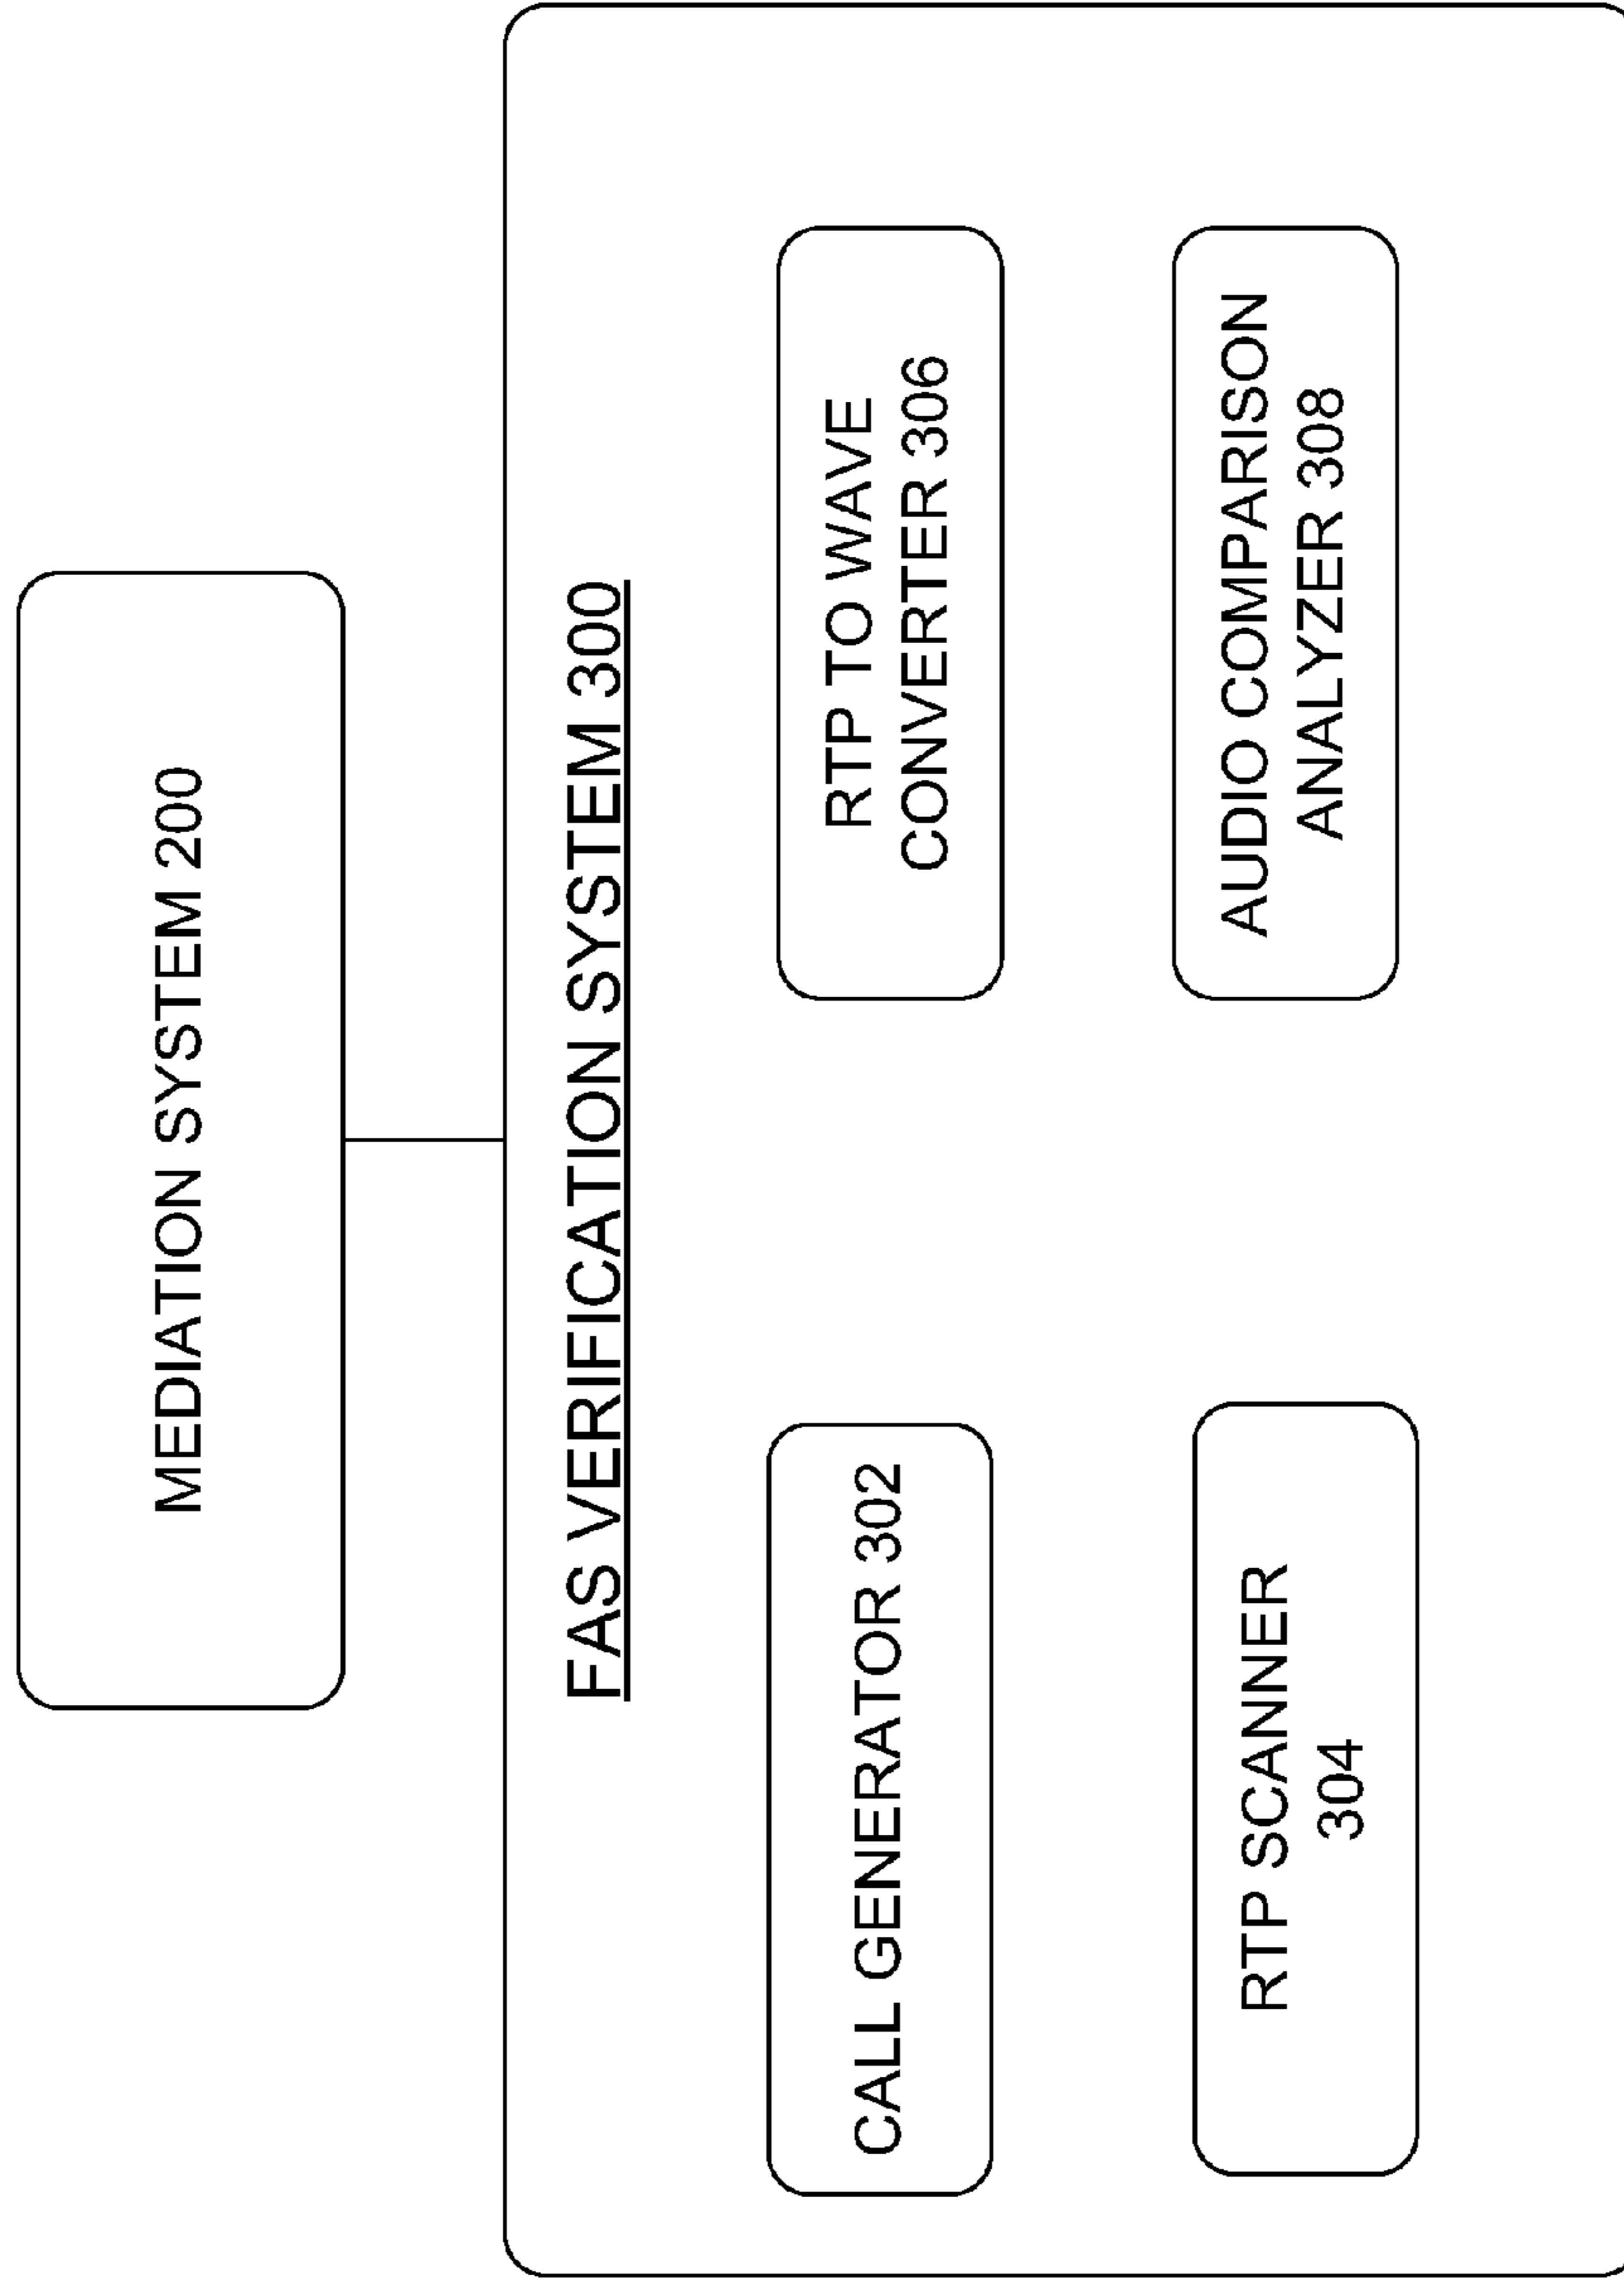 MEDIATION SYSTEM 200
FAS VERIFICATION SYSTEM 300
CALL GENERATOR 302
RTP TO WAVE
CONVERTER 306
RTP SCANNER
304
AUDIO COMPARISON
ANALYZER 308